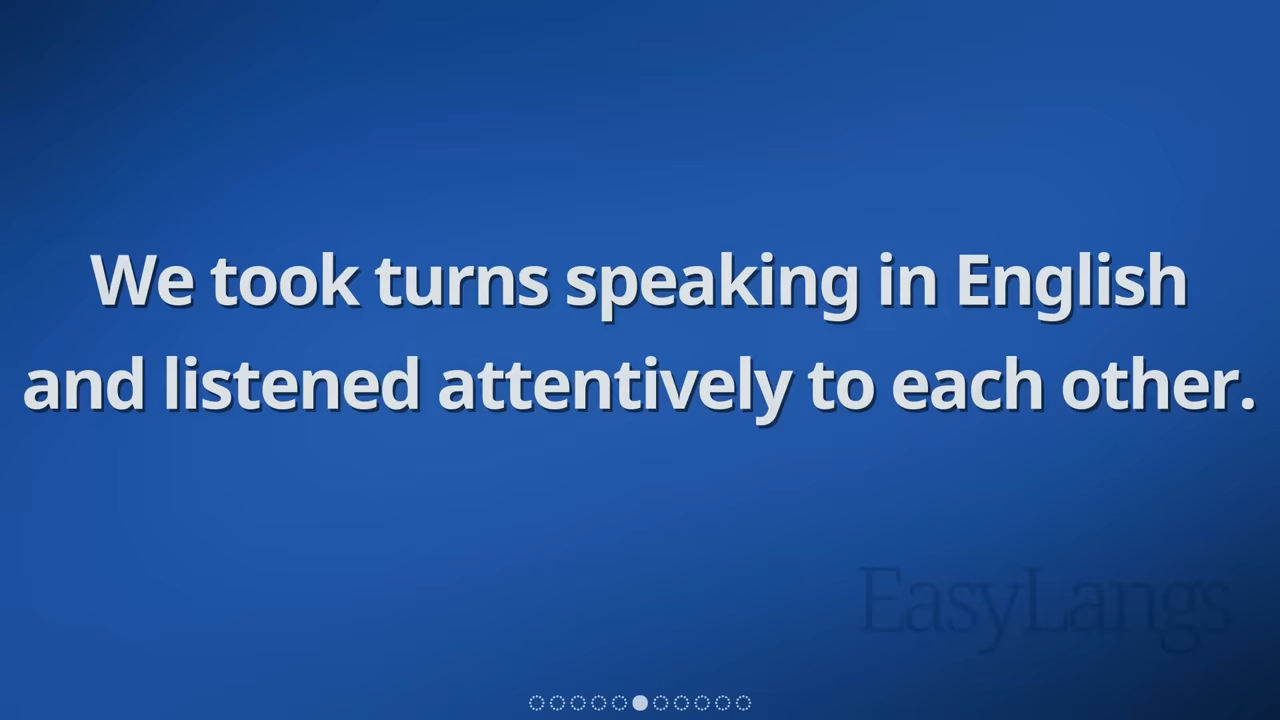 We took turns speaking in English
and listened attentively to each other.
EasyLangs